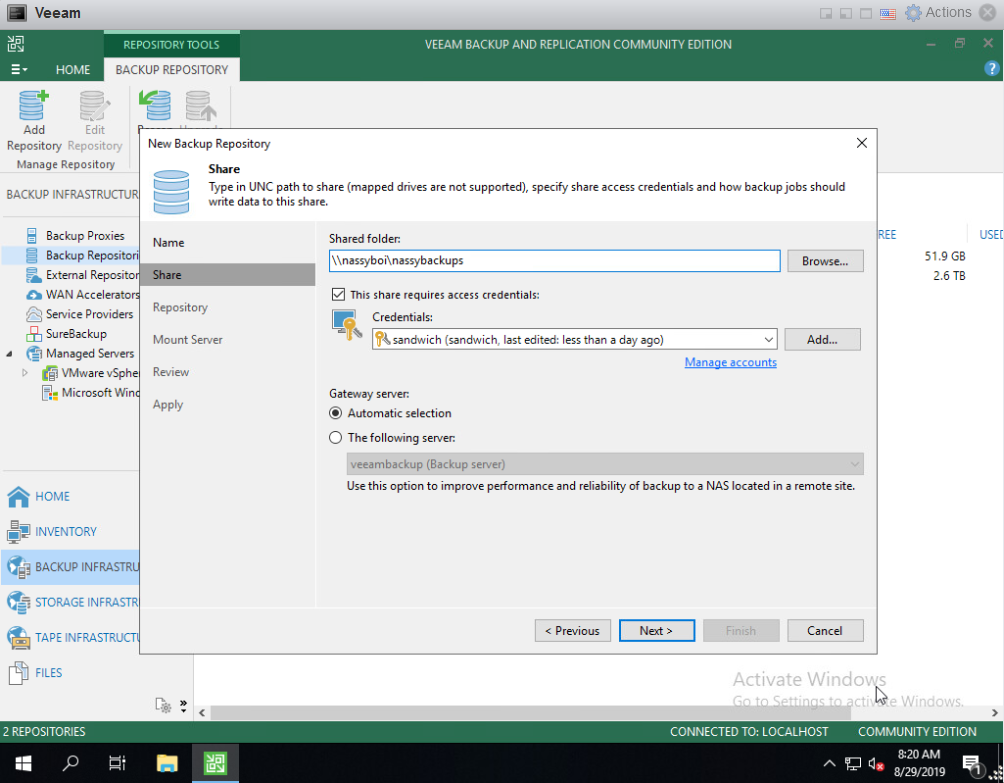 Veeam
Actions
REPOSITORY TOOLS
VEEAM BACKUP AND REPLICATION COMMUNITY EDITION
HOME
BACKUP REPOSITORY
Add
Repository
Edit
Repository
Manage Repository
New Backup Repository
Share
Type in UNC path to share (mapped drives are not supported), specify share access credentials and how backup jobs should
write data to this share.
BACKUP INFRASTRUCTUR
Backup Proxies
Backup Repositori
External Repositor
WAN Accelerators
Service Providers
SureBackup
Managed Servers
VMware vSphe
Microsoft Wind
Name
Share
Repository
Mount Server
Review
Apply
Shared folder:
\\nassyboi\nassybackups
Browse...
This share requires access credentials:
Credentials:
sandwich (sandwich, last edited: less than a day ago)
Add...
Manage accounts
Gateway server:
Automatic selection
The following server:
veeambackup (Backup server)
Use this option to improve performance and reliability of backup to a NAS located in a remote site.
< Previous
Next >
Finish
Cancel
REE
USED
51.9 GB
2.6 TB
HOME
INVENTORY
BACKUP INFRASTRU
STORAGE INFRASTR
TAPE INFRASTRUCTU
FILES
Activate Windows
Go to Settings to activate Windows.
2 REPOSITORIES
CONNECTED TO: LOCALHOST
COMMUNITY EDITION
8:20 AM
8/29/2019
1